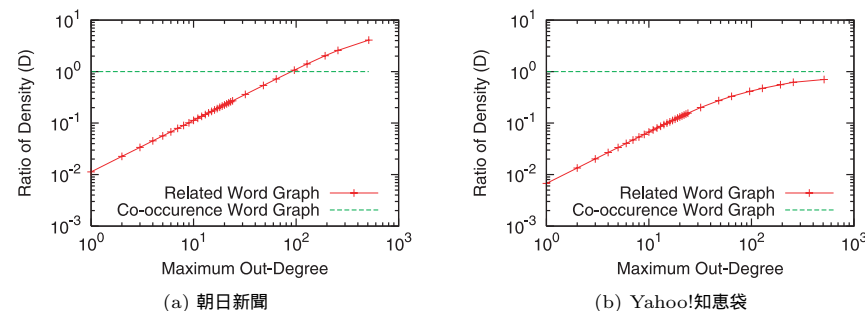 10^1
10^0
10^-1
10^-2
10^-3
Ratio of Density (D)
Related Word Graph
Co-occurence Word Graph
10^0 10^1 10^2 10^3
Maximum Out-Degree
(a) 朝日新聞
10^1
10^0
10^-1
10^-2
10^-3
Ratio of Density (D)
Related Word Graph
Co-occurence Word Graph
10^0 10^1 10^2 10^3
Maximum Out-Degree
(b) Yahoo!知恵袋